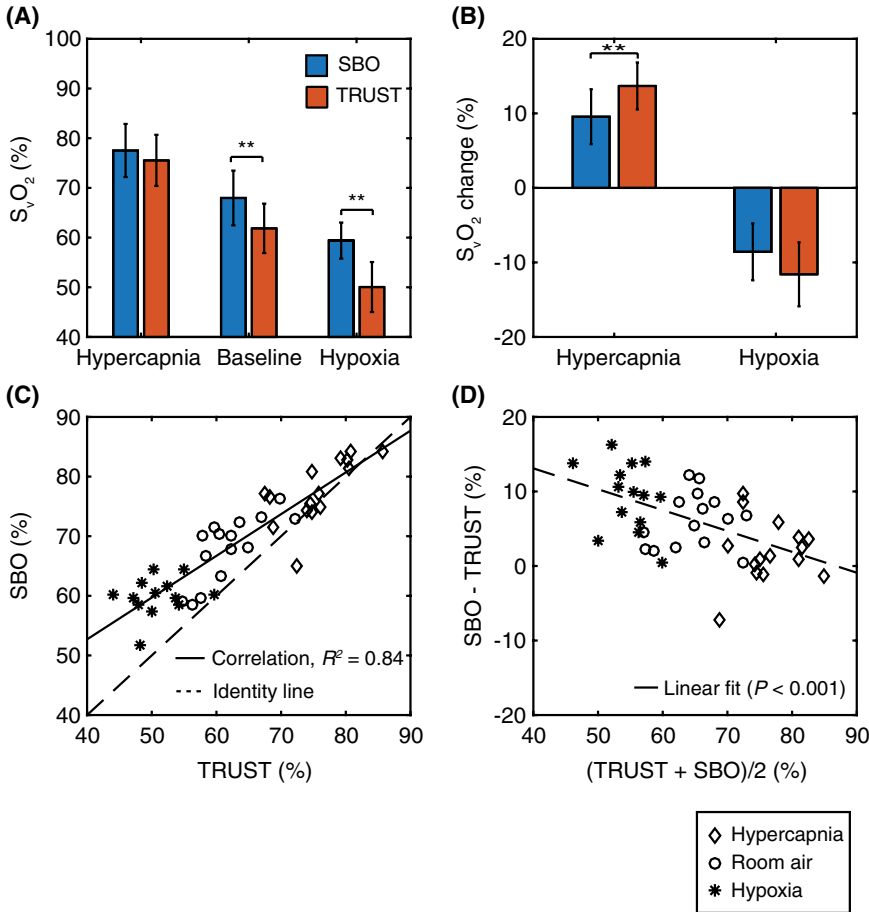 (A)
100
90
80
70
60
50
40
SvO2 (%)
SBO
TRUST
**
**
Hypercapnia Baseline Hypoxia
(B)
20
10
0
-10
-20
SvO2 change (%)
**
Hypercapnia Hypoxia
(C)
90
80
70
60
50
40
SBO (%)
Correlation, R² = 0.84
Identity line
40 50 60 70 80 90
TRUST (%)
(D)
20
10
0
-10
-20
SBO - TRUST (%)
Linear fit (P < 0.001)
40 50 60 70 80 90
(TRUST + SBO)/2 (%)
Hypercapnia
Room air
Hypoxia